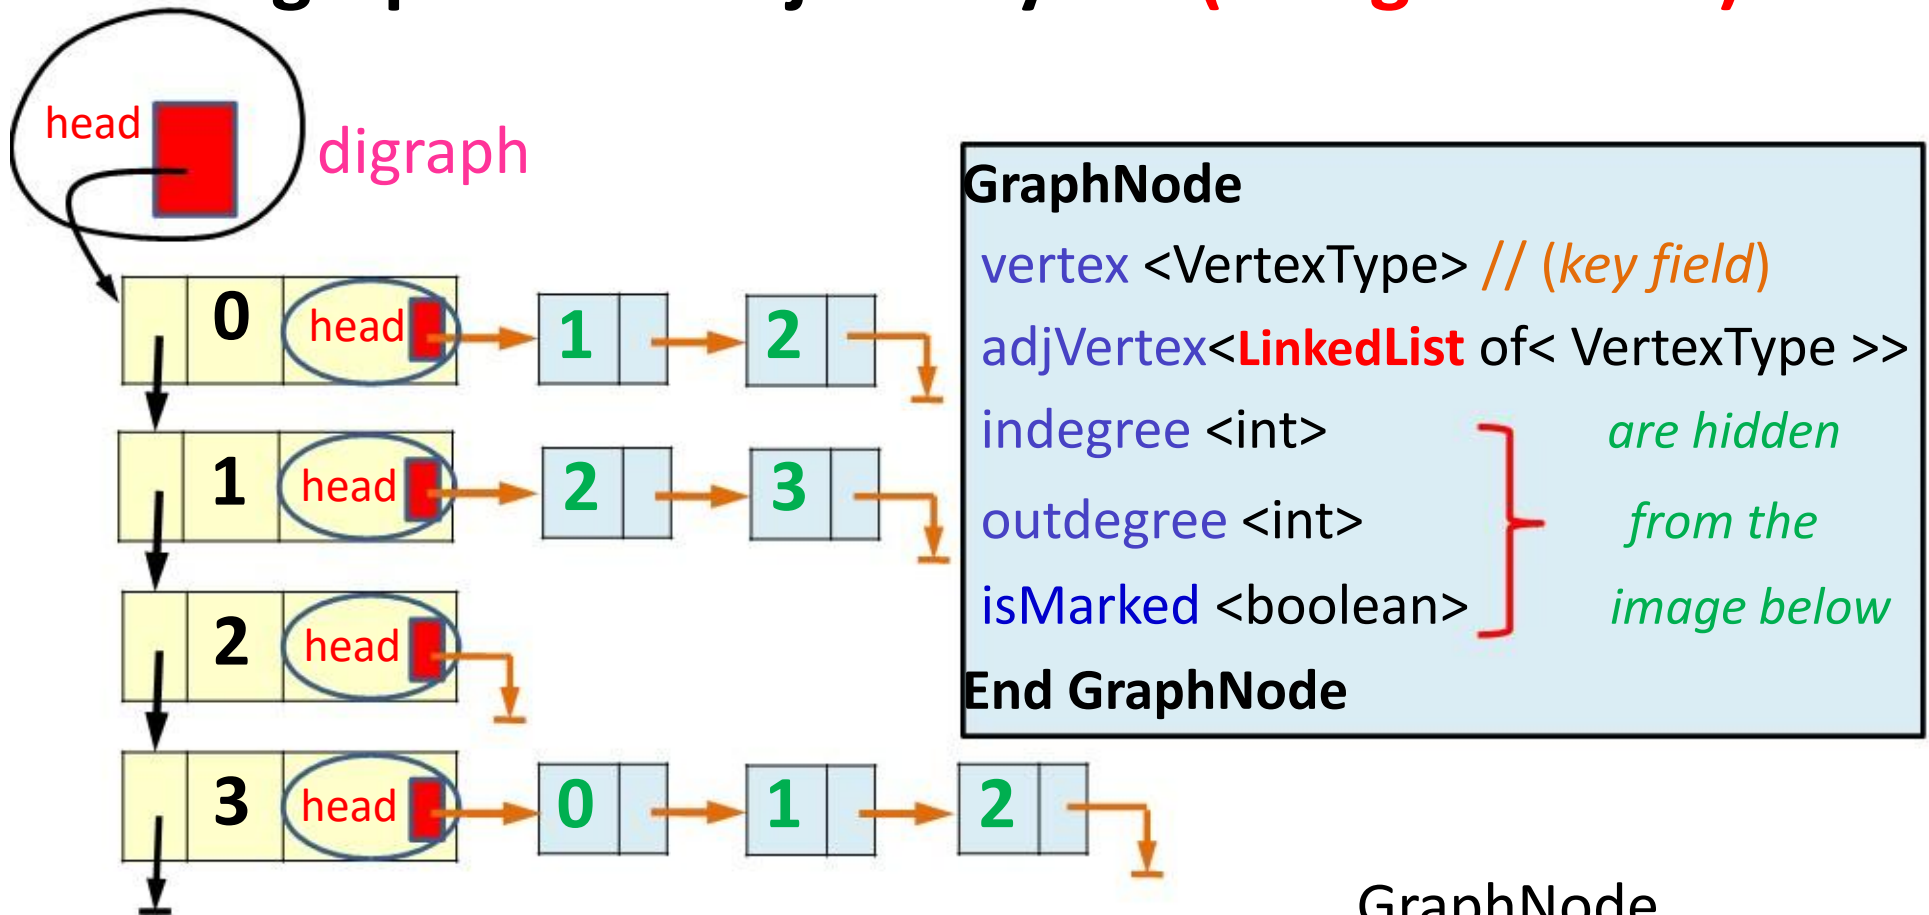 head
digraph
GraphNode
vertex <VertexType> // (key field)
adjVertex<LinkedList of< VertexType >>
indegree <int> are hidden
outdegree <int> from the
isMarked <boolean> image below
End GraphNode
0 head 1 2
1 head 2 3
2 head
3 head 0 1 2
GraphNode